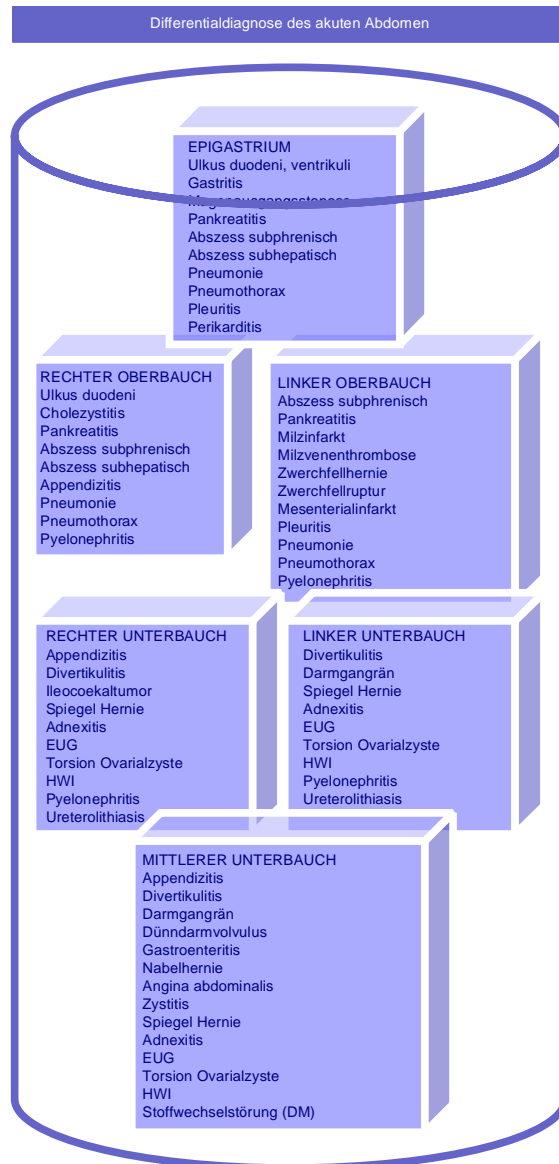 Differentialdiagnose des akuten Abdomen
EPIGASTRIUM
Ulkus duodeni, ventrikuli
Gastritis
Magenausgangsstenose
Pankreatitis
Abszess subphrenisch
Abszess subhepatisch
Pneumonie
Pneumothorax
Pleuritis
Perikarditis
RECHTER OBERBAUCH
Ulkus duodeni
Cholezystitis
Pankreatitis
Abszess subphrenisch
Abszess subhepatisch
Appendizitis
Pneumonie
Pneumothorax
Pyelonephritis
LINKER OBERBAUCH
Abszess subphrenisch
Pankreatitis
Milzinfarkt
Milzvenenthrombose
Zwerchfellhernie
Zwerchfellruptur
Mesenterialinfarkt
Pleuritis
Pneumonie
Pneumothorax
Pyelonephritis
RECHTER UNTERBAUCH
Appendizitis
Divertikulitis
Ileocoekaltumor
Spiegel Hernie
Adnexitis
EUG
Torsion Ovarialzyste
HWI
Pyelonephritis
Ureterolithiasis
LINKER UNTERBAUCH
Divertikulitis
Darmgangrän
Spiegel Hernie
Adnexitis
EUG
Torsion Ovarialzyste
HWI
Pyelonephritis
Ureterolithiasis
MITTLERER UNTERBAUCH
Appendizitis
Divertikulitis
Darmgangrän
Dünndarmvolvulus
Gastroenteritis
Nabelhernie
Angina abdominalis
Zystitis
Spiegel Hernie
Adnexitis
EUG
Torsion Ovarialzyste
HWI
Stoffwechselstörung (DM)